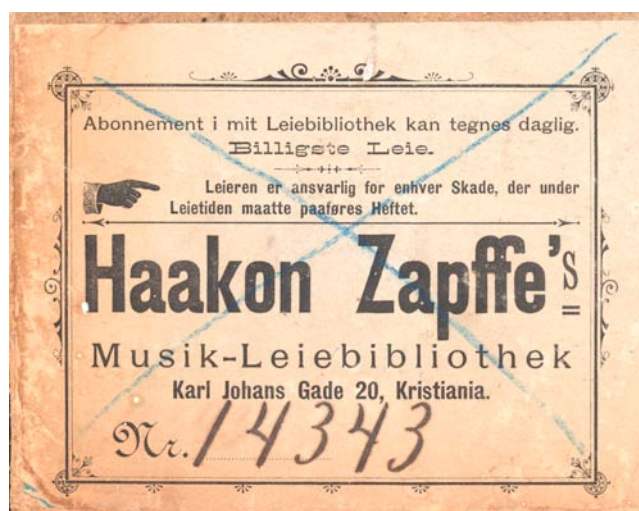 Abonnement i mit Leiebibliothek kan tegnes daglig.
Billigste Leie.
Leieren er ansvarlig for enhver Skade, der under
Leietiden maatte paaføres Heftet.
Haakon Zapffe's
Musik-Leiebibliothek
Karl Johans Gade 20, Kristiania.
Nr. 14343